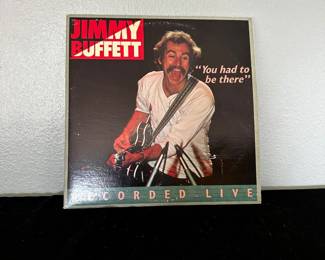 JIMMY
BUFFETT
"You had to
be there"
RECORDED LIVE